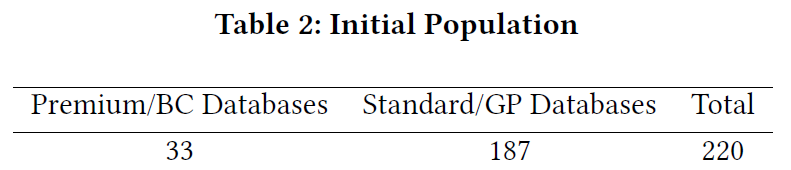 Table 2: Initial Population
Premium/BC Databases Standard/GP Databases Total
33 187 220